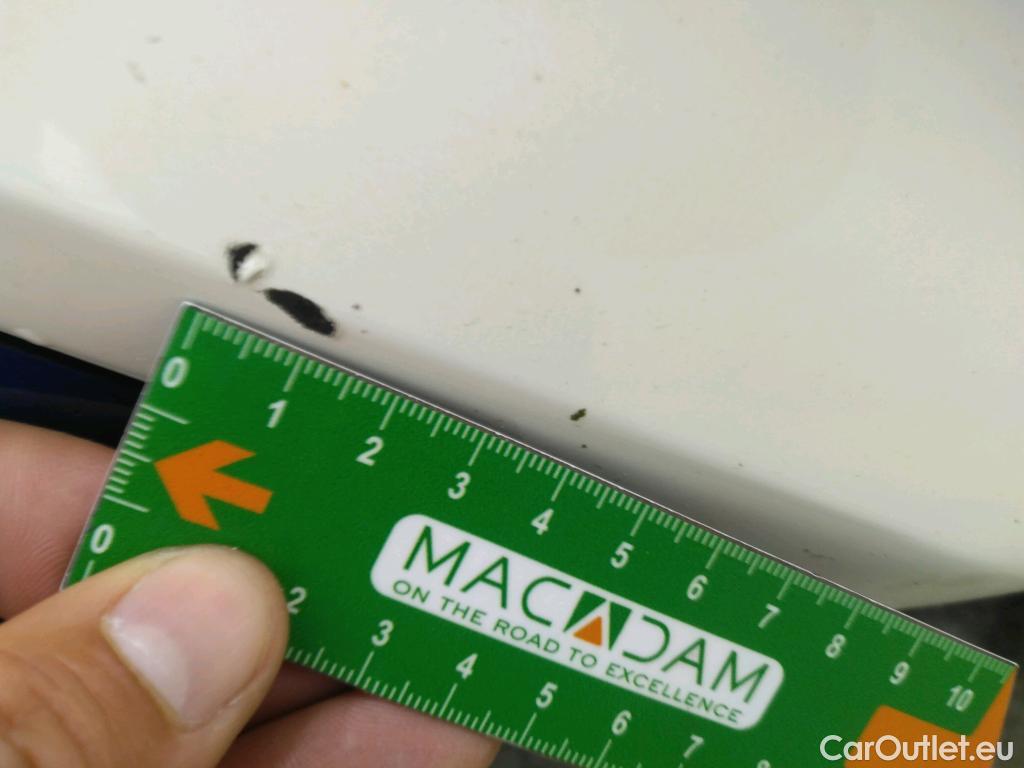 0 1 2 3 4 5 6 7 8 9 10
MACADAM
ON THE ROAD TO EXCELLENCE
0 2 3 4 5 6 7
CarOutlet.eu